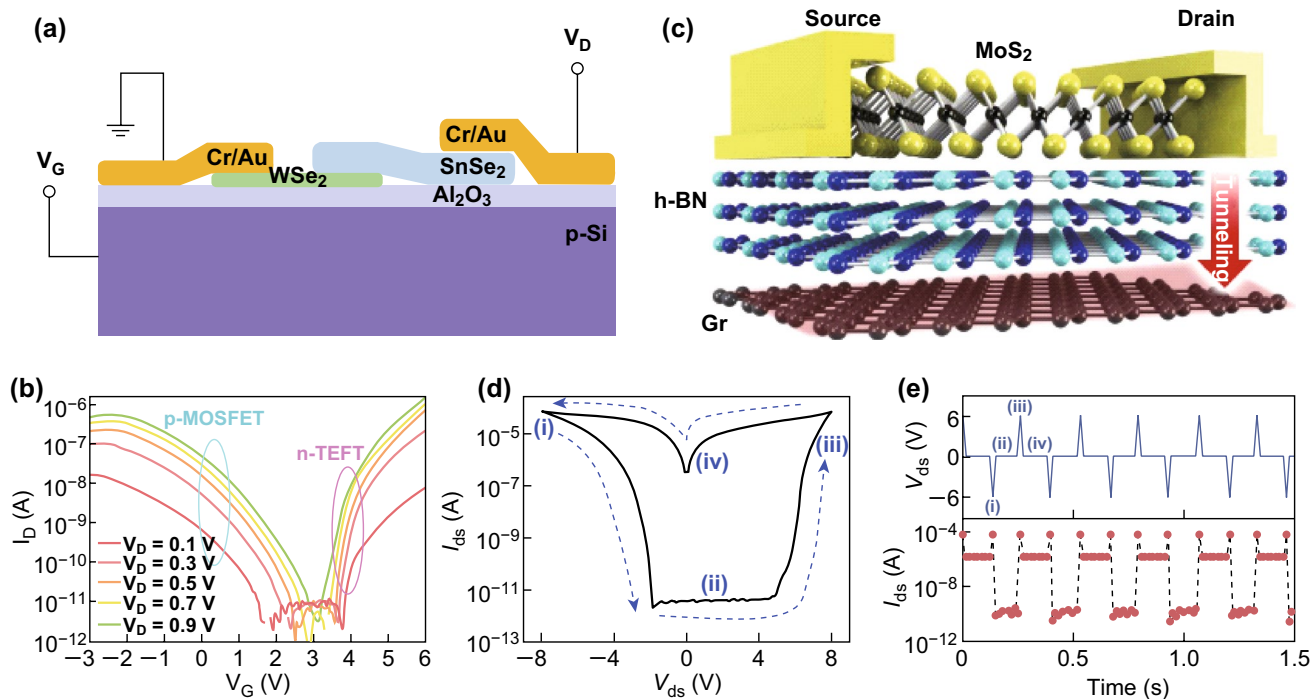 (a)
V_D
V_G
Cr/Au
Cr/Au
WSe₂
SnSe₂
Al₂O₃
p-Si
(c)
Source
Drain
MoS₂
h-BN
Tunneling
Gr
(b)
I_D (A)
10⁻⁶
10⁻⁷
10⁻⁸
10⁻⁹
10⁻¹⁰
10⁻¹¹
10⁻¹²
p-MOSFET
n-TEFT
V_D = 0.1 V
V_D = 0.3 V
V_D = 0.5 V
V_D = 0.7 V
V_D = 0.9 V
−3 −2 −1 0 1 2 3 4 5 6
V_G (V)
(d)
I_ds (A)
10⁻³
10⁻⁵
10⁻⁷
10⁻⁹
10⁻¹¹
10⁻¹³
(i)
(iii)
(iv)
(ii)
−8 −4 0 4 8
V_ds (V)
(e)
V_ds (V)
6
0
−6
(iii)
(ii)
(iv)
(i)
I_ds (A)
10⁻⁴
10⁻⁸
10⁻¹²
0 0.5 1.0 1.5
Time (s)